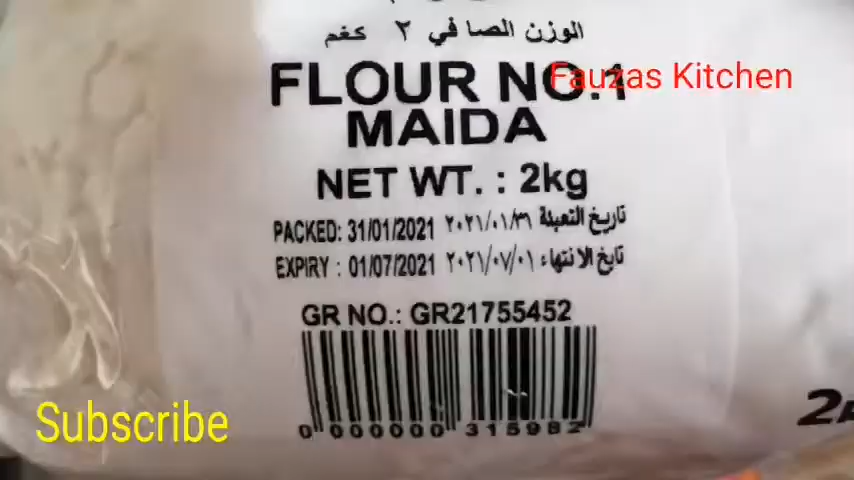 الوزن الصافي ٢ كغم
FLOUR NO.1
Fauzas Kitchen
MAIDA
NET WT. : 2kg
PACKED: 31/01/2021 ٢٠٢١/٠١/٣١ تاريخ التعبئة
EXPIRY : 01/07/2021 ٢٠٢١/٠٧/٠١ تايخ الانتهاء:
GR NO.: GR21755452
0 000000 315982
Subscribe